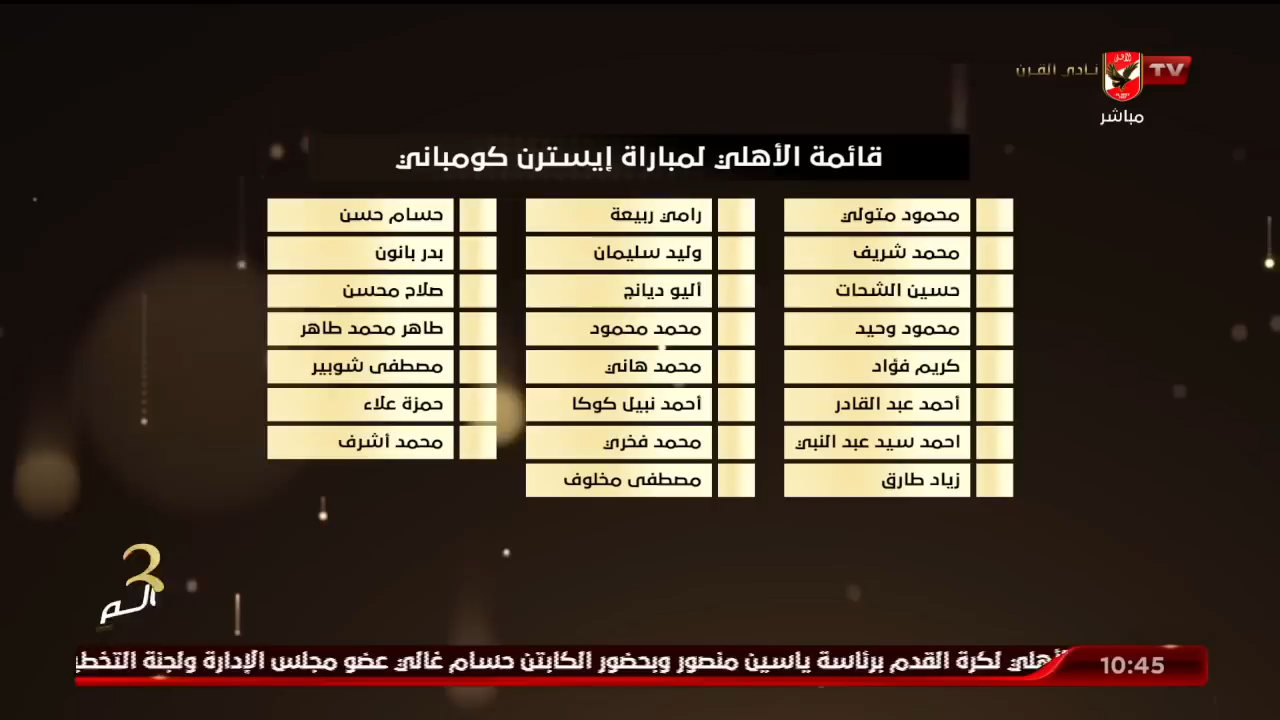 نادي القرن
TV
مباشر
قائمة الأهلي لمباراة إيسترن كومباني
محمود متولي
محمد شريف
حسين الشحات
محمود وحيد
كريم فؤاد
أحمد عبد القادر
احمد سيد عبد النبي
زياد طارق
رامي ربيعة
وليد سليمان
أليو ديانج
محمد محمود
محمد هاني
أحمد نبيل كوكا
محمد فخري
مصطفى مخلوف
حسام حسن
بدر بانون
صلاح محسن
طاهر محمد طاهر
مصطفى شوبير
حمزة علاء
محمد أشرف
10:45
لكرة القدم برئاسة ياسين منصور وبحضور الكابتن حسام غالي عضو مجلس الإدارة ولجنة